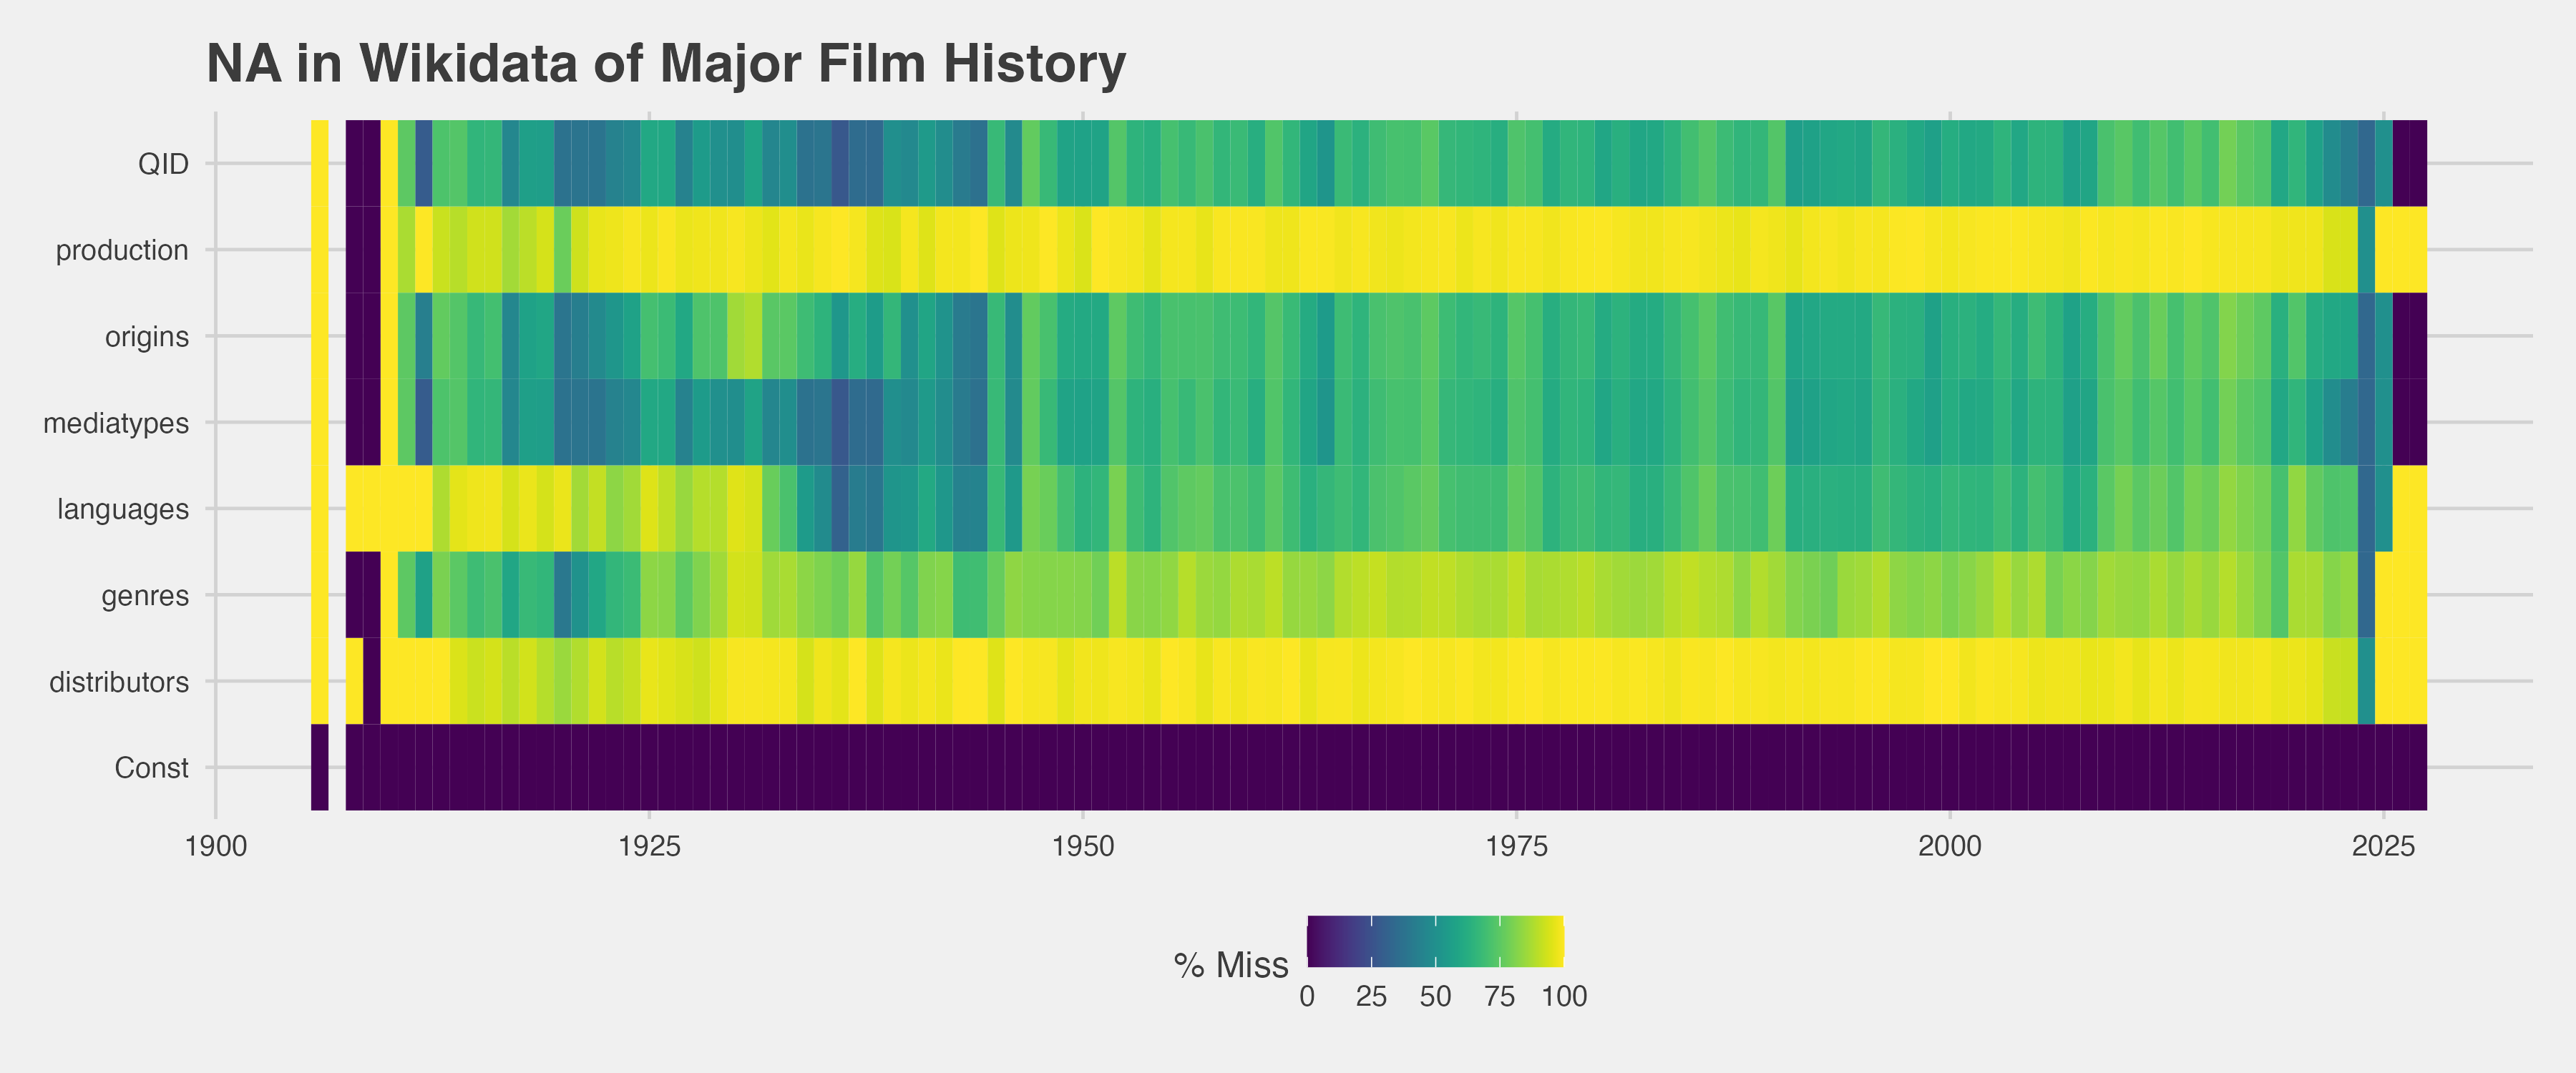 NA in Wikidata of Major Film History
QID
production
origins
mediatypes
languages
genres
distributors
Const
1900 1925 1950 1975 2000 2025
% Miss
0 25 50 75 100